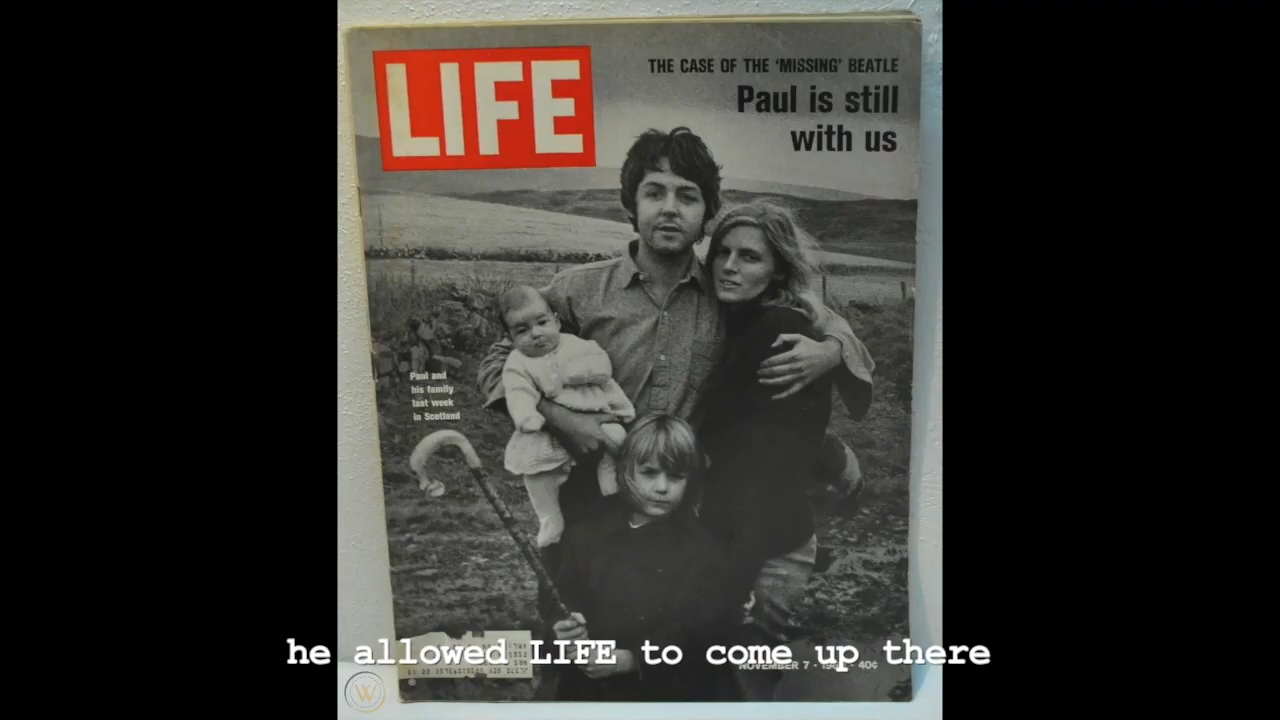 LIFE
THE CASE OF THE 'MISSING' BEATLE
Paul is still
with us
Paul and
his family
last week
in Scotland
he allowed LIFE to come up there
NOVEMBER 7 · 40¢
W